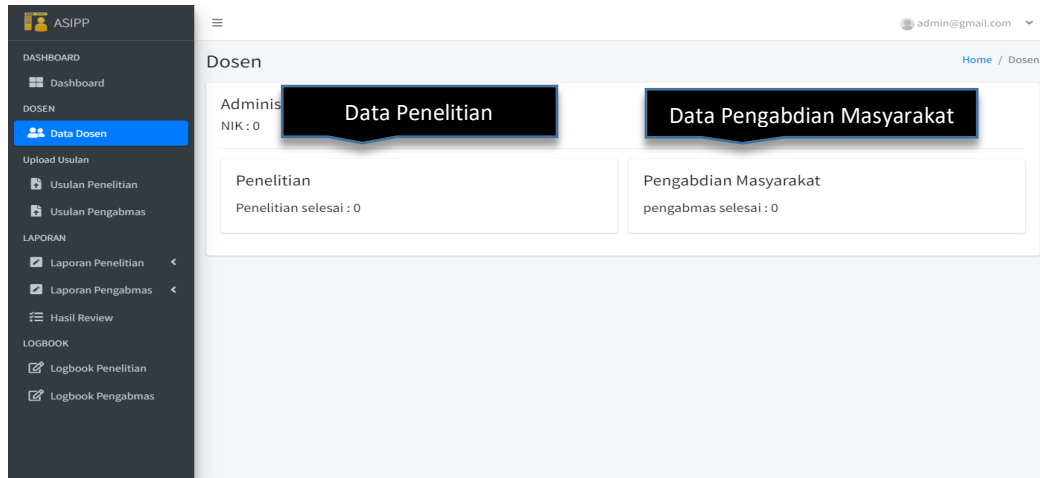 ASIPP
admin@gmail.com
DASHBOARD
Dashboard
DOSEN
Data Dosen
Upload Usulan
Usulan Penelitian
Usulan Pengabmas
LAPORAN
Laporan Penelitian
Laporan Pengabmas
Hasil Review
LOGBOOK
Logbook Penelitian
Logbook Pengabmas
Dosen
Home / Dosen
NIK : 0
Data Penelitian
Data Pengabdian Masyarakat
Penelitian
Penelitian selesai : 0
Pengabdian Masyarakat
pengabmas selesai : 0